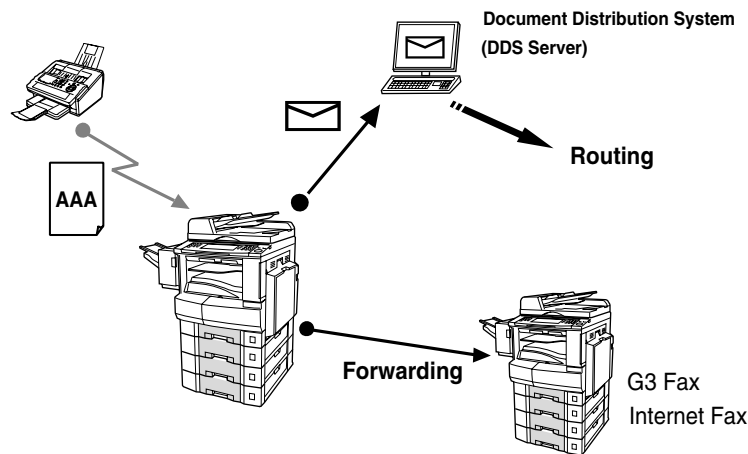 Document Distribution System
(DDS Server)
Routing
AAA
Forwarding
G3 Fax
Internet Fax